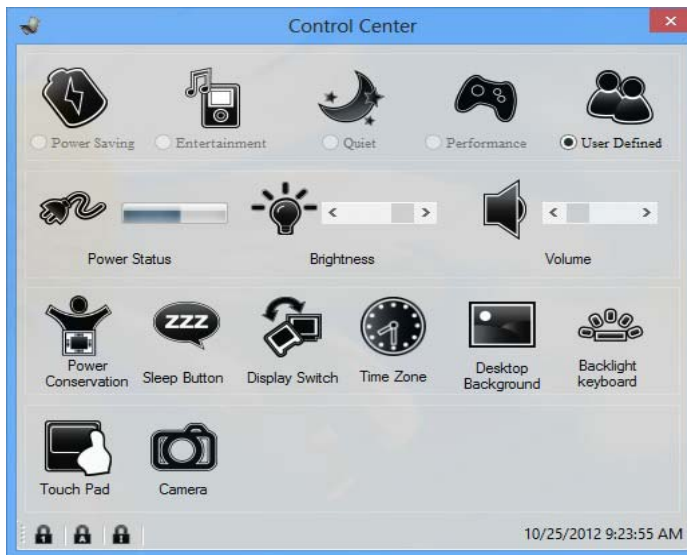 Control Center
Power Saving
Entertainment
Quiet
Performance
User Defined
Power Status
Brightness
Volume
zzz
Power Conservation
Sleep Button
Display Switch
Time Zone
Desktop Background
Backlight keyboard
Touch Pad
Camera
1
A
10/25/2012 9:23:55 AM